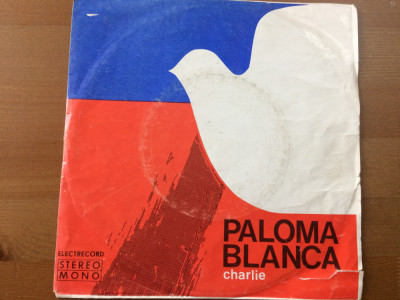 PALOMA
BLANCA
charlie
ELECTRECORD
STEREO
MONO